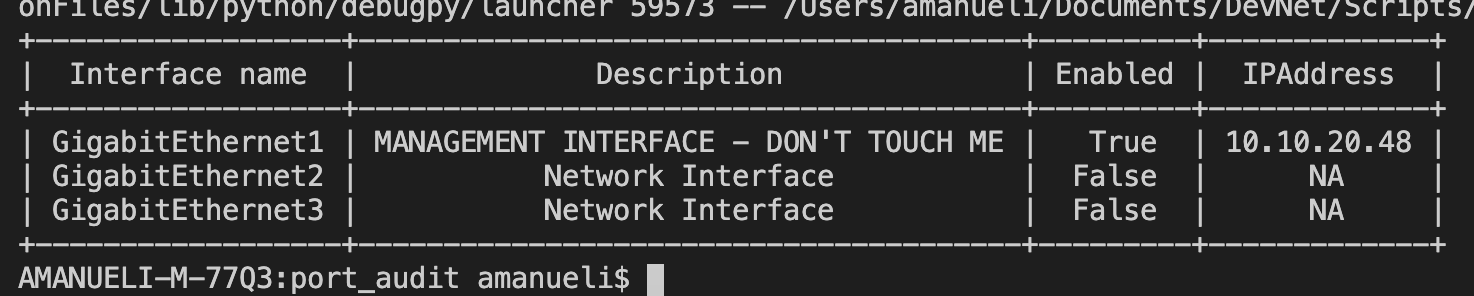 onFiles/lib/python/debugpy/launcher 59573 -- /Users/amanueli/Documents/DevNet/Scripts/
+-------------------+----------------------------------------+---------+-------------+
| Interface name | Description | Enabled | IPAddress |
+-------------------+----------------------------------------+---------+-------------+
| GigabitEthernet1 | MANAGEMENT INTERFACE - DON'T TOUCH ME | True | 10.10.20.48 |
| GigabitEthernet2 | Network Interface | False | NA |
| GigabitEthernet3 | Network Interface | False | NA |
+-------------------+----------------------------------------+---------+-------------+
AMANUELI-M-77Q3:port_audit amanueli$